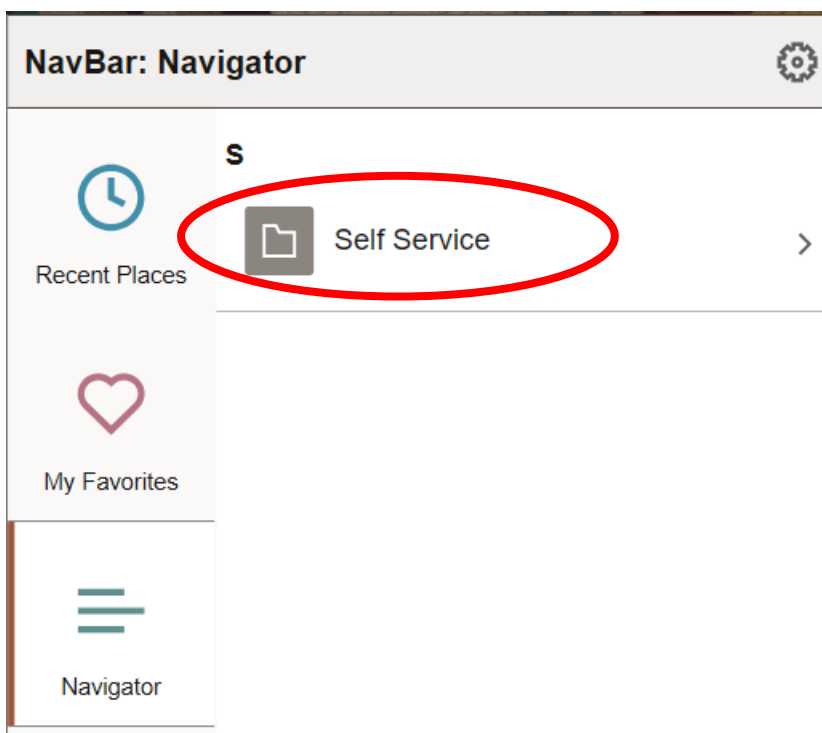 NavBar: Navigator
S
Self Service
Recent Places
My Favorites
Navigator